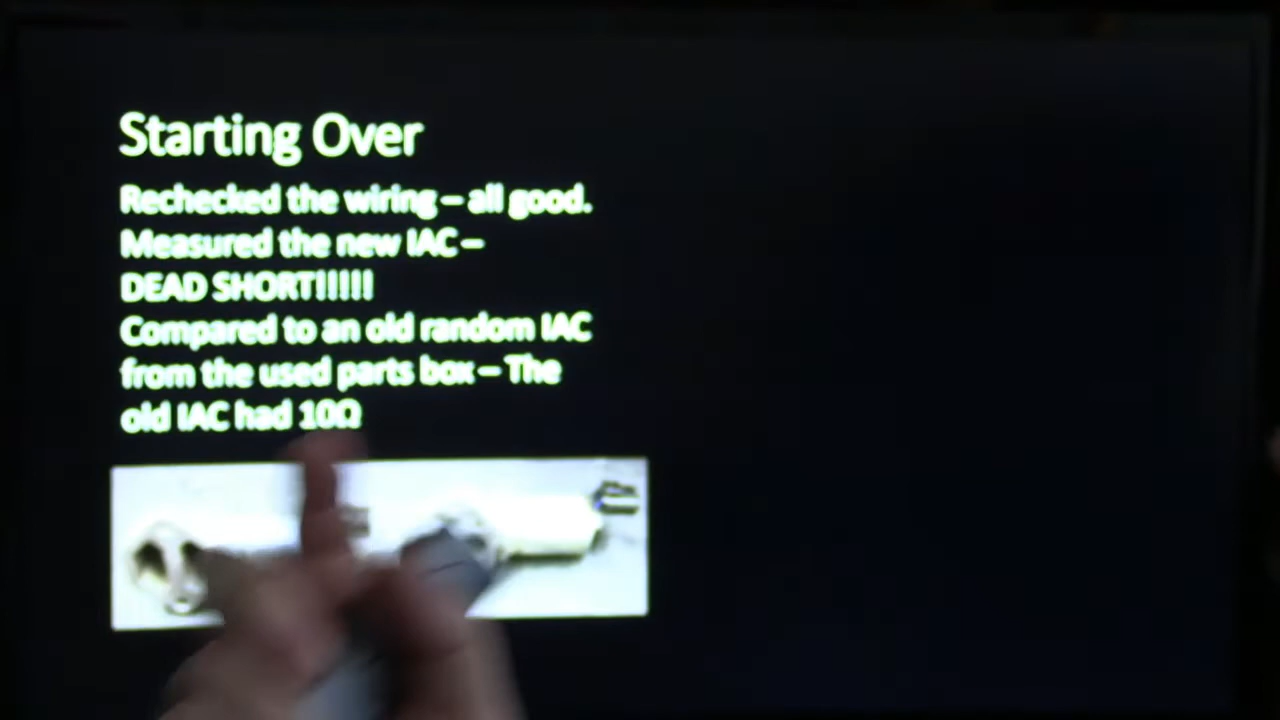 Starting Over
Rechecked the wiring – all good.
Measured the new IAC –
DEAD SHORT!!!!!
Compared to an old random IAC
from the used parts box – The
old IAC had 10Ω